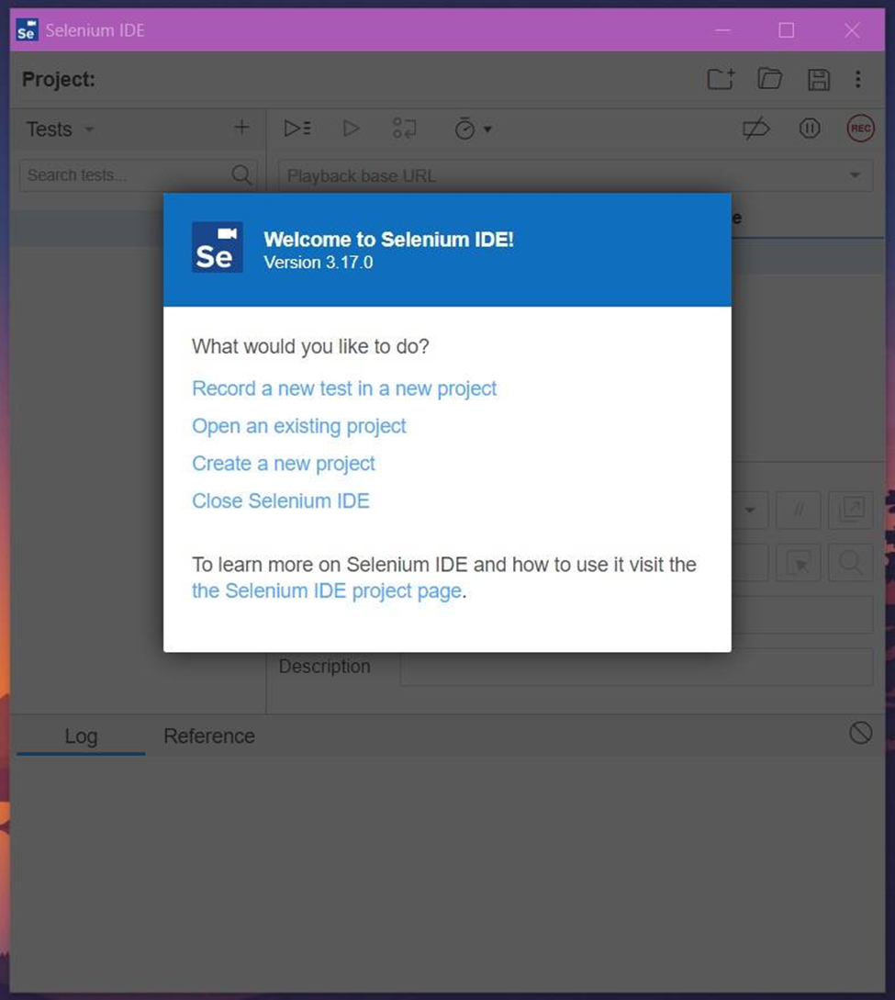 Se Selenium IDE
Project:
Tests
REC
Search tests...
Playback base URL
e
Se
Welcome to Selenium IDE!
Version 3.17.0
What would you like to do?
Record a new test in a new project
Open an existing project
Create a new project
Close Selenium IDE
//
To learn more on Selenium IDE and how to use it visit the
the Selenium IDE project page.
Description
Log Reference